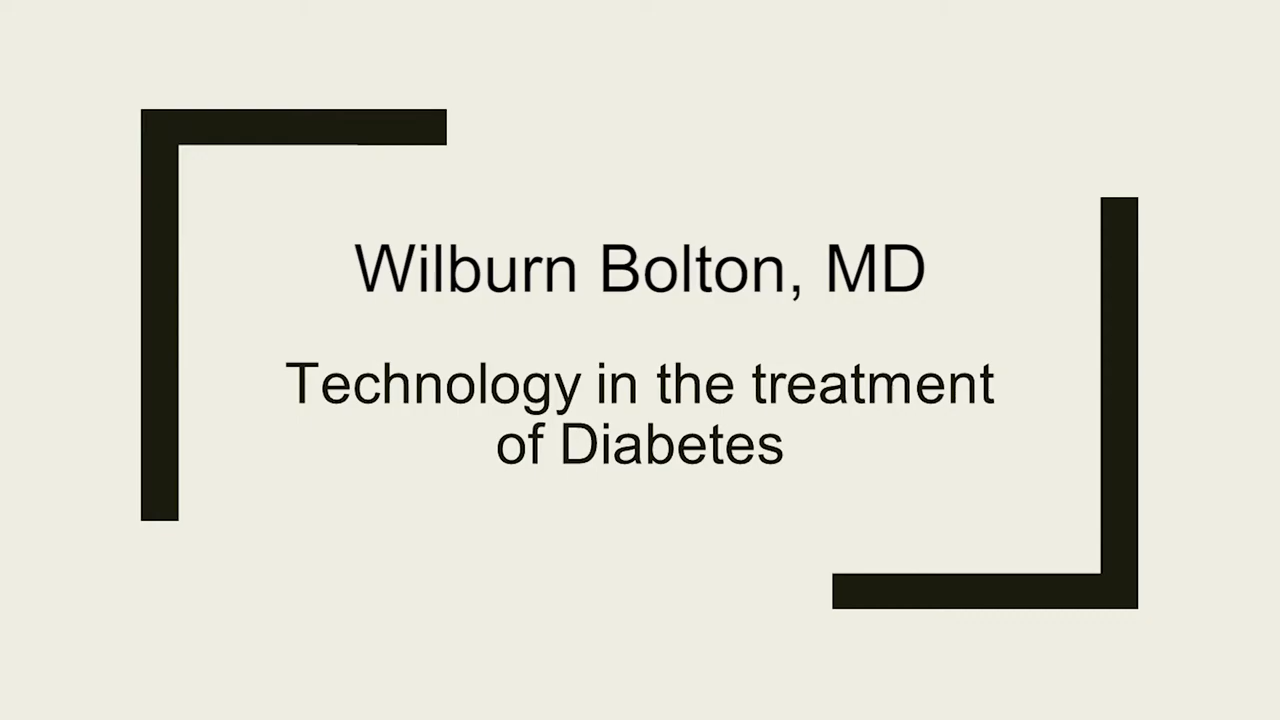 Wilburn Bolton, MD
Technology in the treatment
of Diabetes